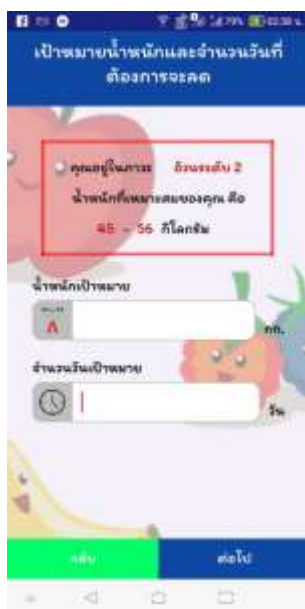 เป้าหมายน้ำหนักและจำนวนวันที่
ต้องการจะลด
คุณอยู่ในภาวะ อ้วนระดับ 2
น้ำหนักที่เหมาะสมของคุณ คือ
45 - 56 กิโลกรัม
น้ำหนักเป้าหมาย
กก.
จำนวนวันเป้าหมาย
วัน
กลับ ต่อไป